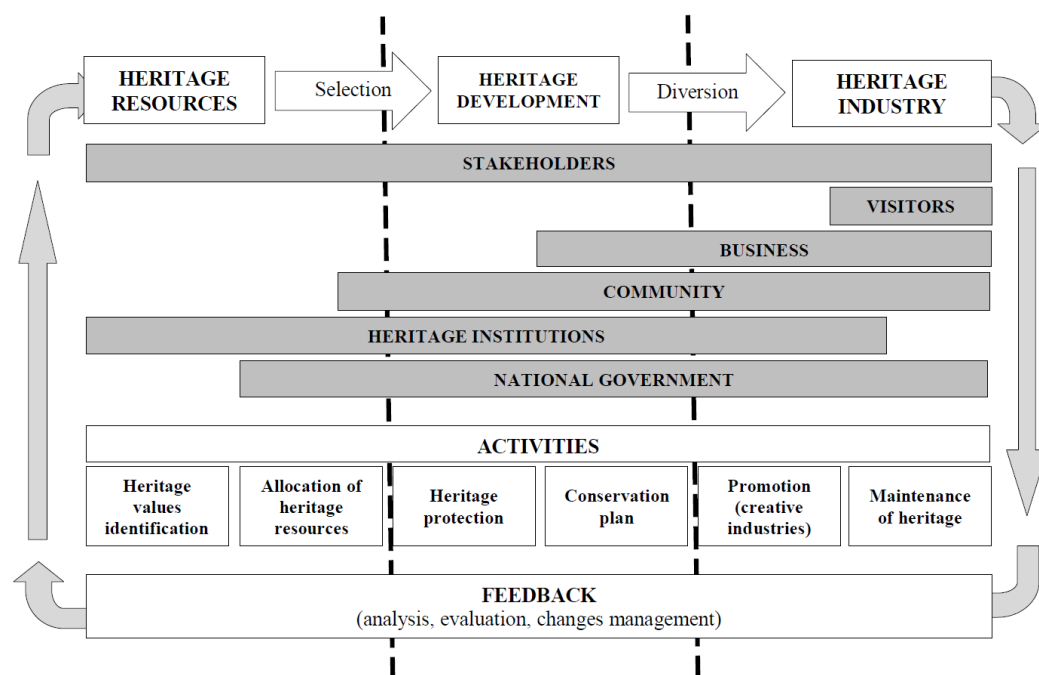 HERITAGE
RESOURCES
Selection
HERITAGE
DEVELOPMENT
Diversion
HERITAGE
INDUSTRY
STAKEHOLDERS
VISITORS
BUSINESS
COMMUNITY
HERITAGE INSTITUTIONS
NATIONAL GOVERNMENT
ACTIVITIES
Heritage
values
identification
Allocation of
heritage
resources
Heritage
protection
Conservation
plan
Promotion
(creative
industries)
Maintenance
of heritage
FEEDBACK
(analysis, evaluation, changes management)